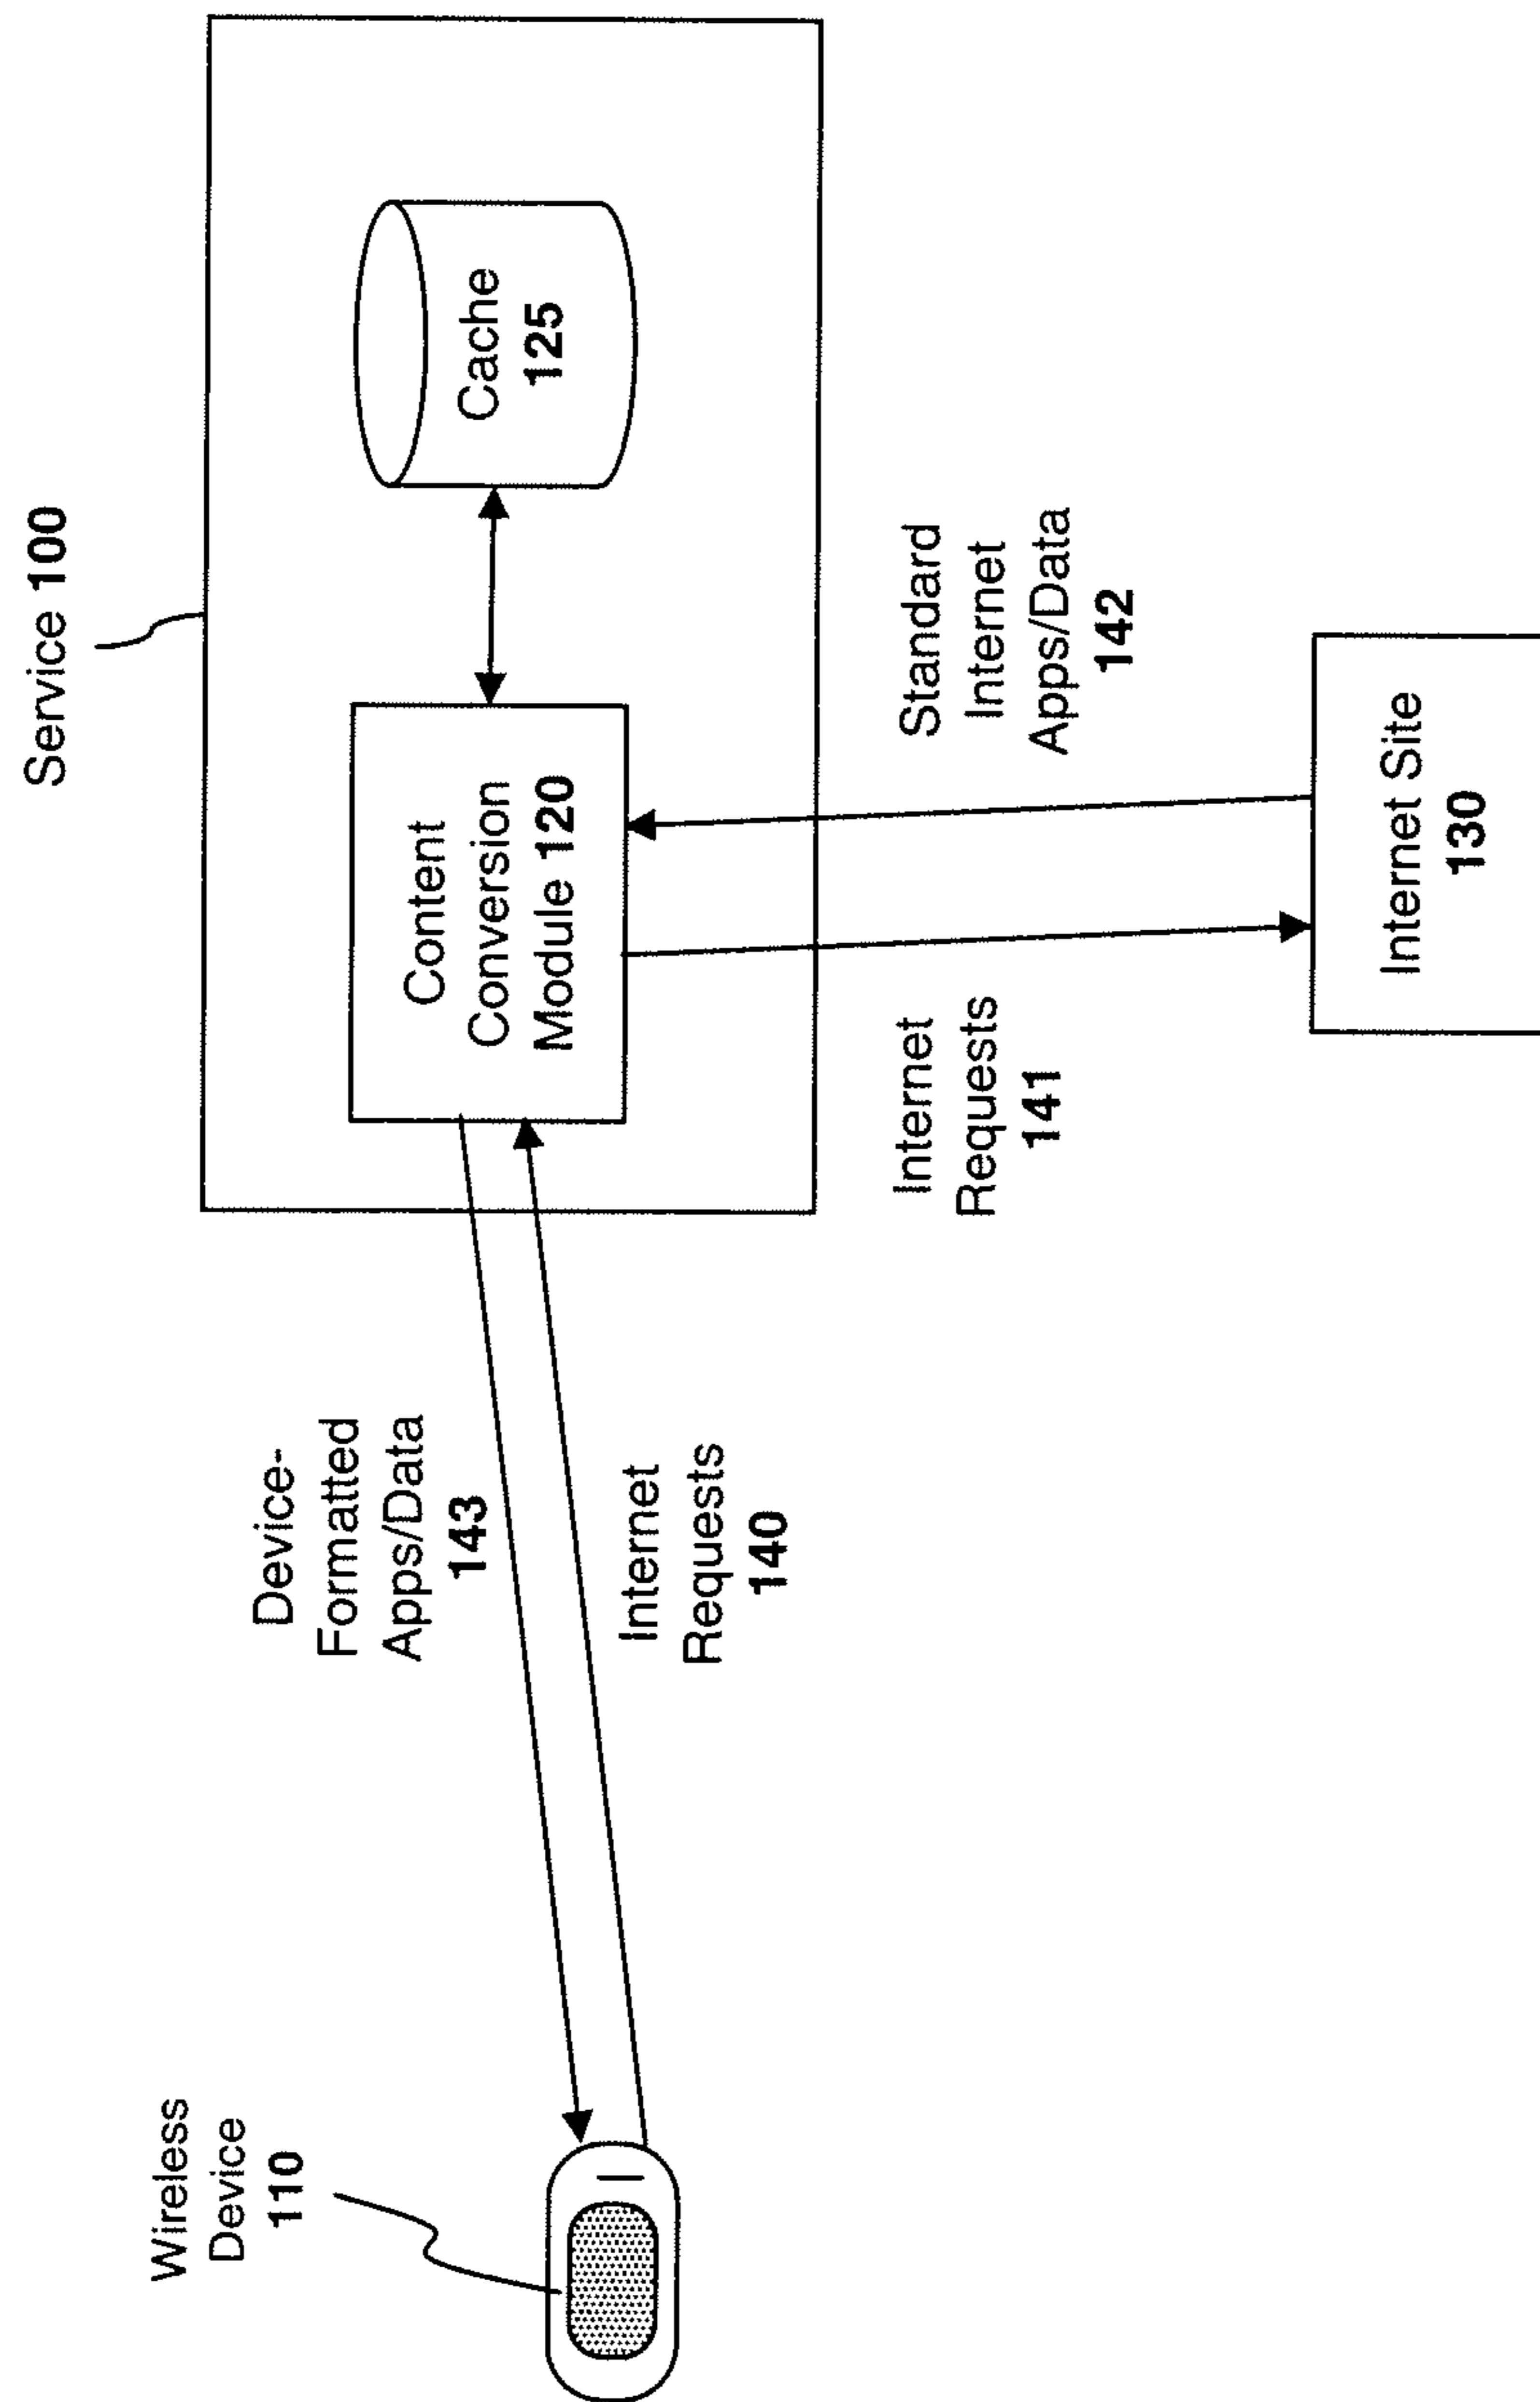 Service 100
Content
Conversion
Module 120
Cache
125
Wireless
Device
110
Device-
Formatted
Apps/Data
143
Internet
Requests
140
Internet
Requests
141
Standard
Internet
Apps/Data
142
Internet Site
130